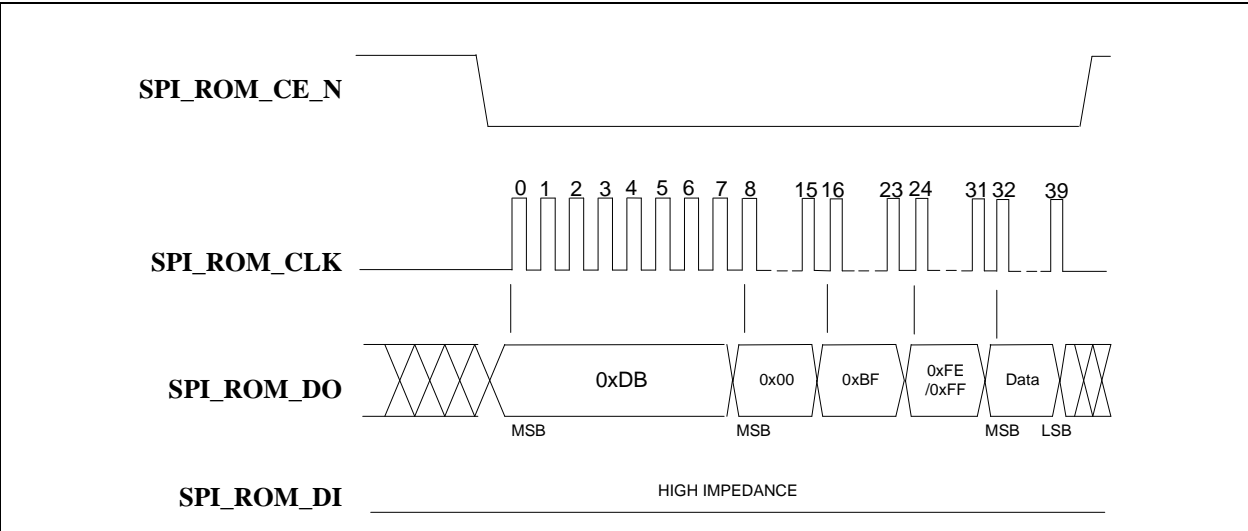 SPI_ROM_CE_N
0 1 2 3 4 5 6 7 8 15 16 23 24 31 32 39
SPI_ROM_CLK
SPI_ROM_DO
0xDB 0x00 0xBF 0xFE /0xFF Data
MSB MSB MSB LSB
SPI_ROM_DI
HIGH IMPEDANCE